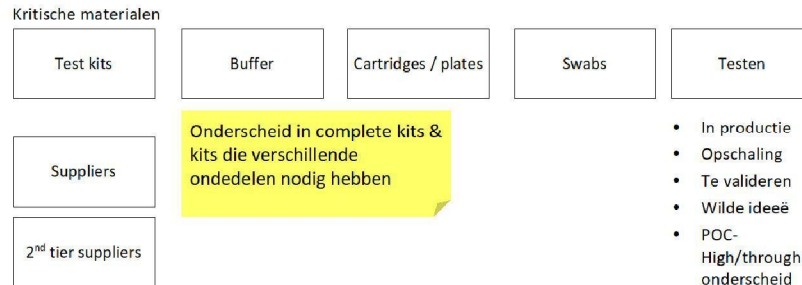 Kritische materialen
Test kits
Buffer
Cartridges / plates
Swabs
Testen
Onderscheid in complete kits &
kits die verschillende
ondedelen nodig hebben
Suppliers
2nd tier suppliers
• In productie
• Opschaling
• Te valideren
• Wilde ideeë
• POC-
High/through
onderscheid